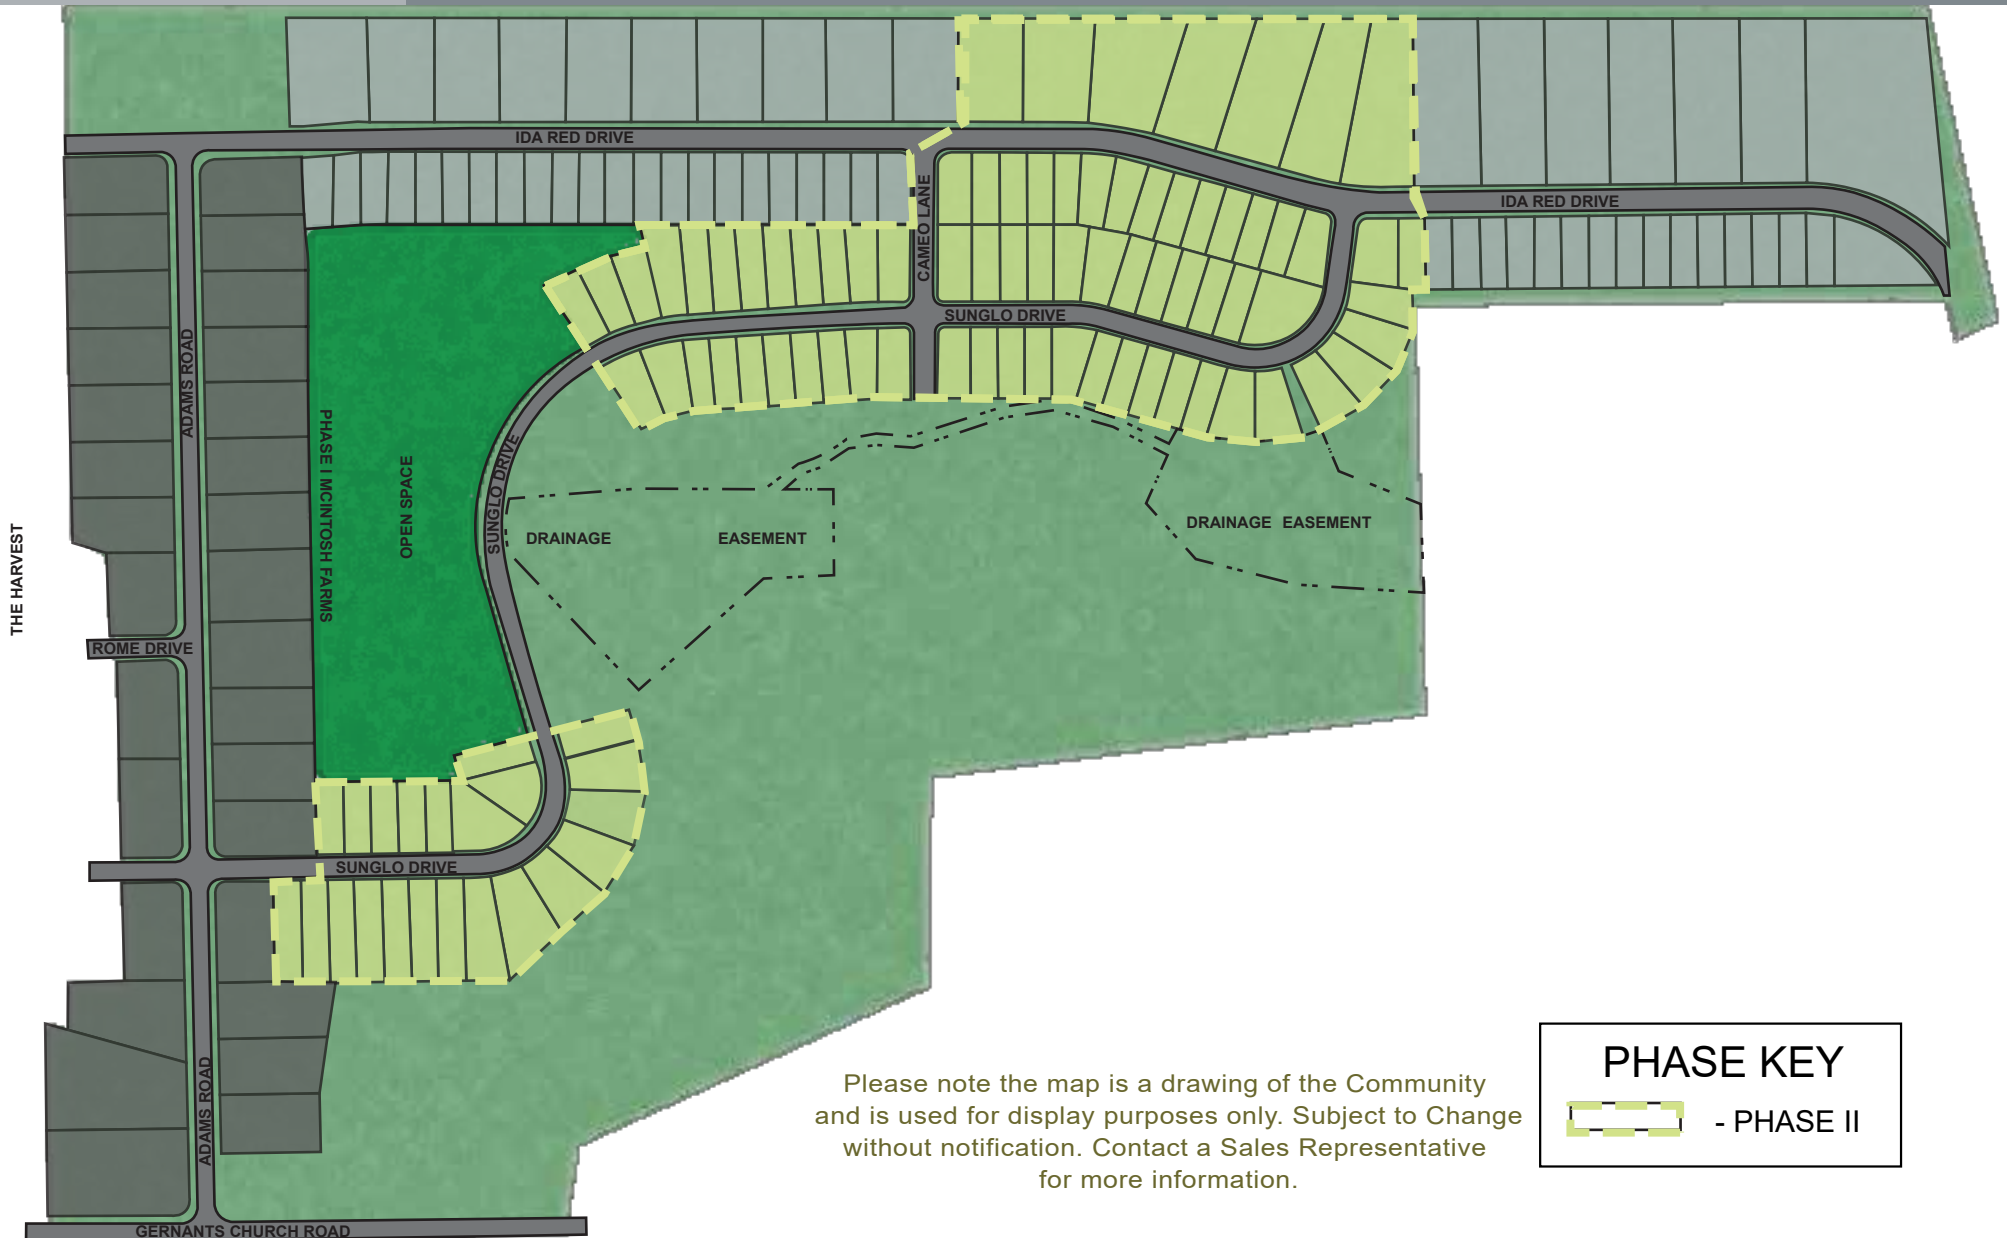 IDA RED DRIVE
IDA RED DRIVE
CAMEO LANE
SUNGLO DRIVE
ADAMS ROAD
PHASE I MCINTOSH FARMS
OPEN SPACE
SUNGLO DRIVE
DRAINAGE EASEMENT
DRAINAGE EASEMENT
THE HARVEST
ROME DRIVE
SUNGLO DRIVE
ADAMS ROAD
GERNANTS CHURCH ROAD
Please note the map is a drawing of the Community
and is used for display purposes only. Subject to Change
without notification. Contact a Sales Representative
for more information.
PHASE KEY
- PHASE II